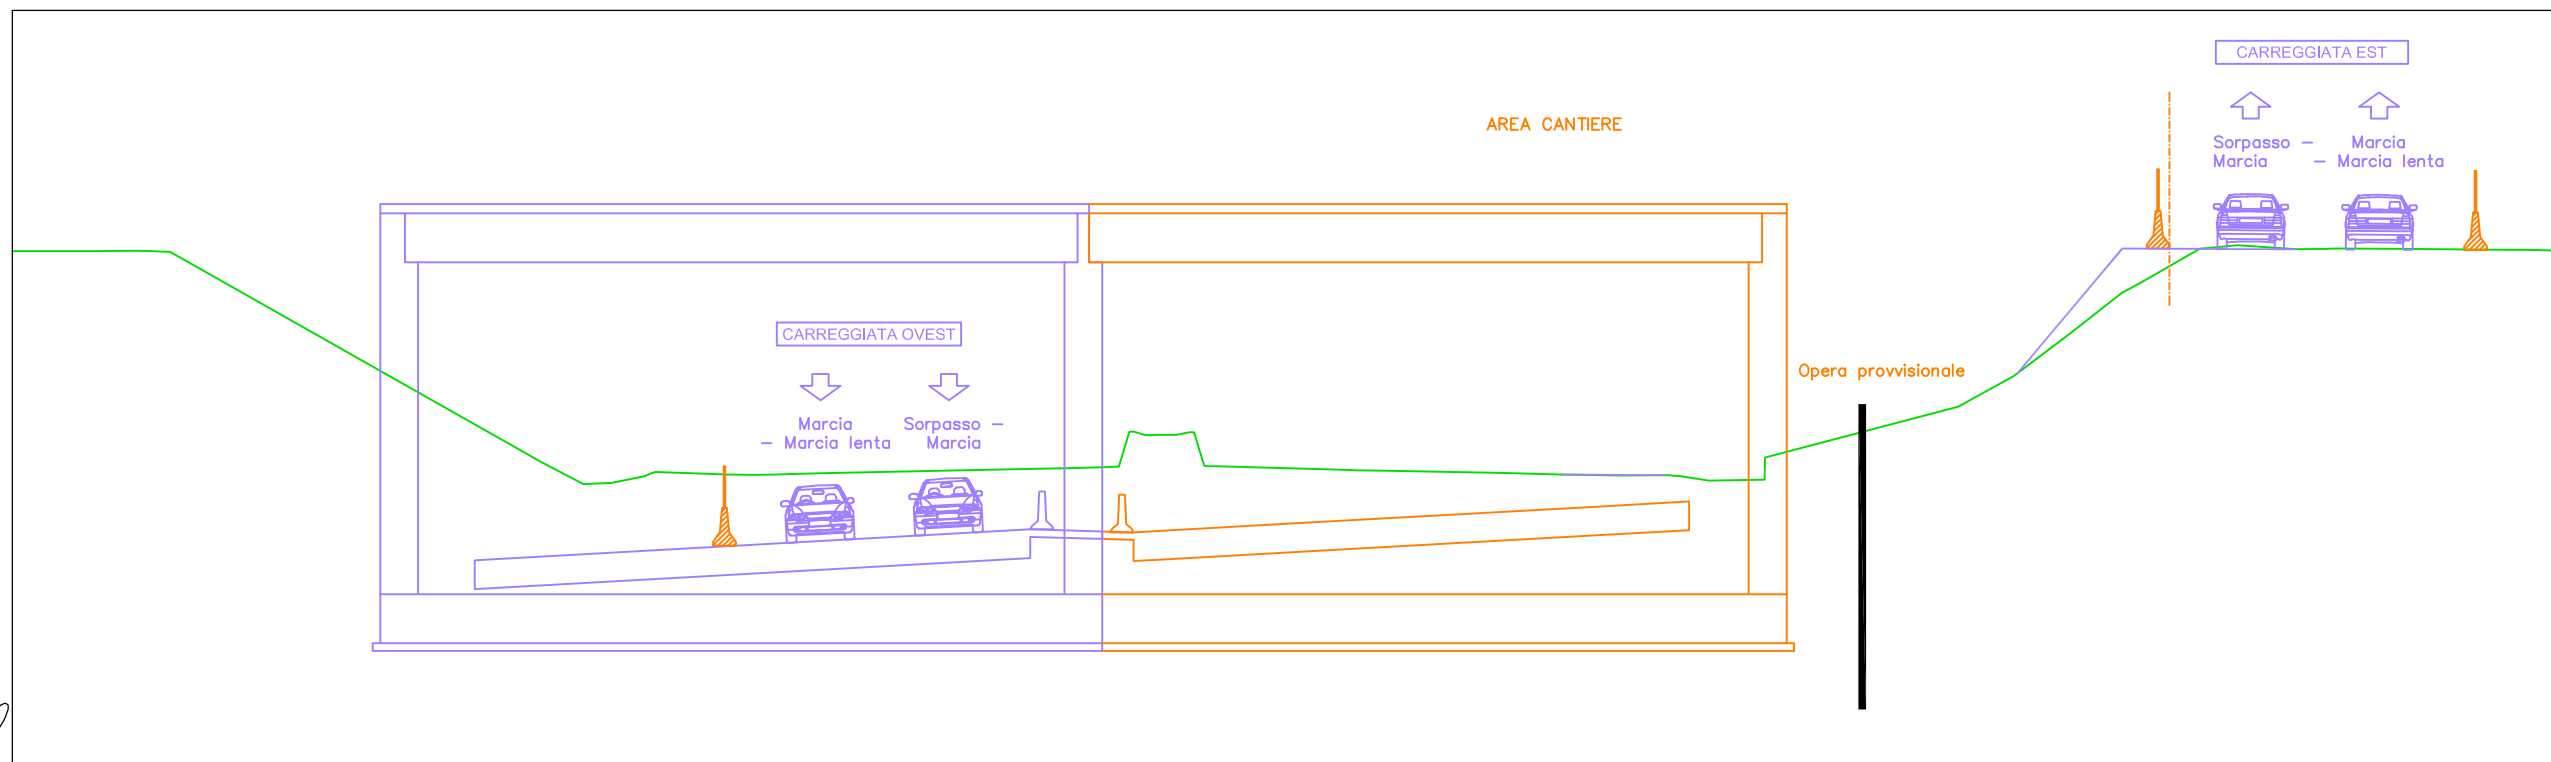 CARREGGIATA EST
AREA CANTIERE
Sorpasso – Marcia
Marcia – Marcia lenta
CARREGGIATA OVEST
Opera provvisionale
Marcia Sorpasso –
– Marcia lenta Marcia